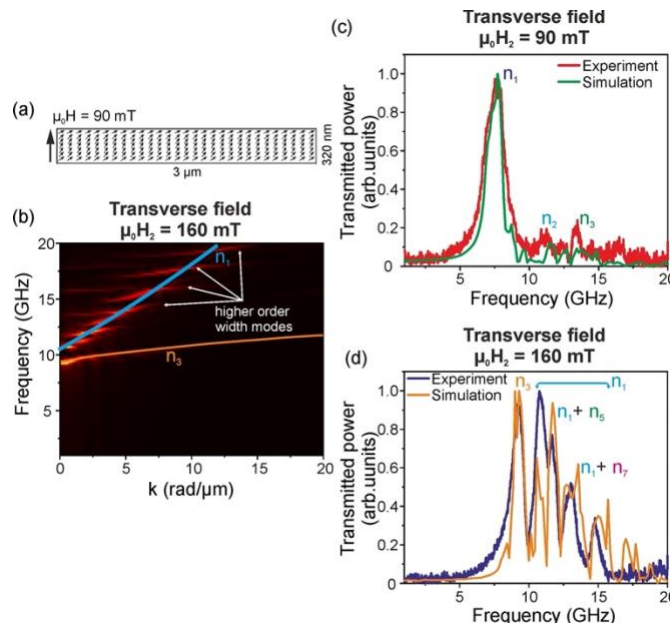 (a)
μ₀H = 90 mT
320 nm
3 μm
(b)
Transverse field
μ₀H₂ = 160 mT
Frequency (GHz)
20
15
10
5
n₁
higher order
width modes
n₃
0
5
10
15
20
k (rad/μm)
(c)
Transverse field
μ₀H₂ = 90 mT
Transmitted power
(arb.uunits)
1.0
0.8
0.6
0.4
0.2
0
n₁
Experiment
Simulation
n₂
n₃
5
10
15
20
Frequency (GHz)
(d)
Transverse field
μ₀H₂ = 160 mT
Transmitted power
(arb.uunits)
1.0
0.8
0.6
0.4
0.2
0.0
Experiment
Simulation
n₃
n₁
n₁+ n₅
n₁+ n₇
5
10
15
20
Frequency (GHz)